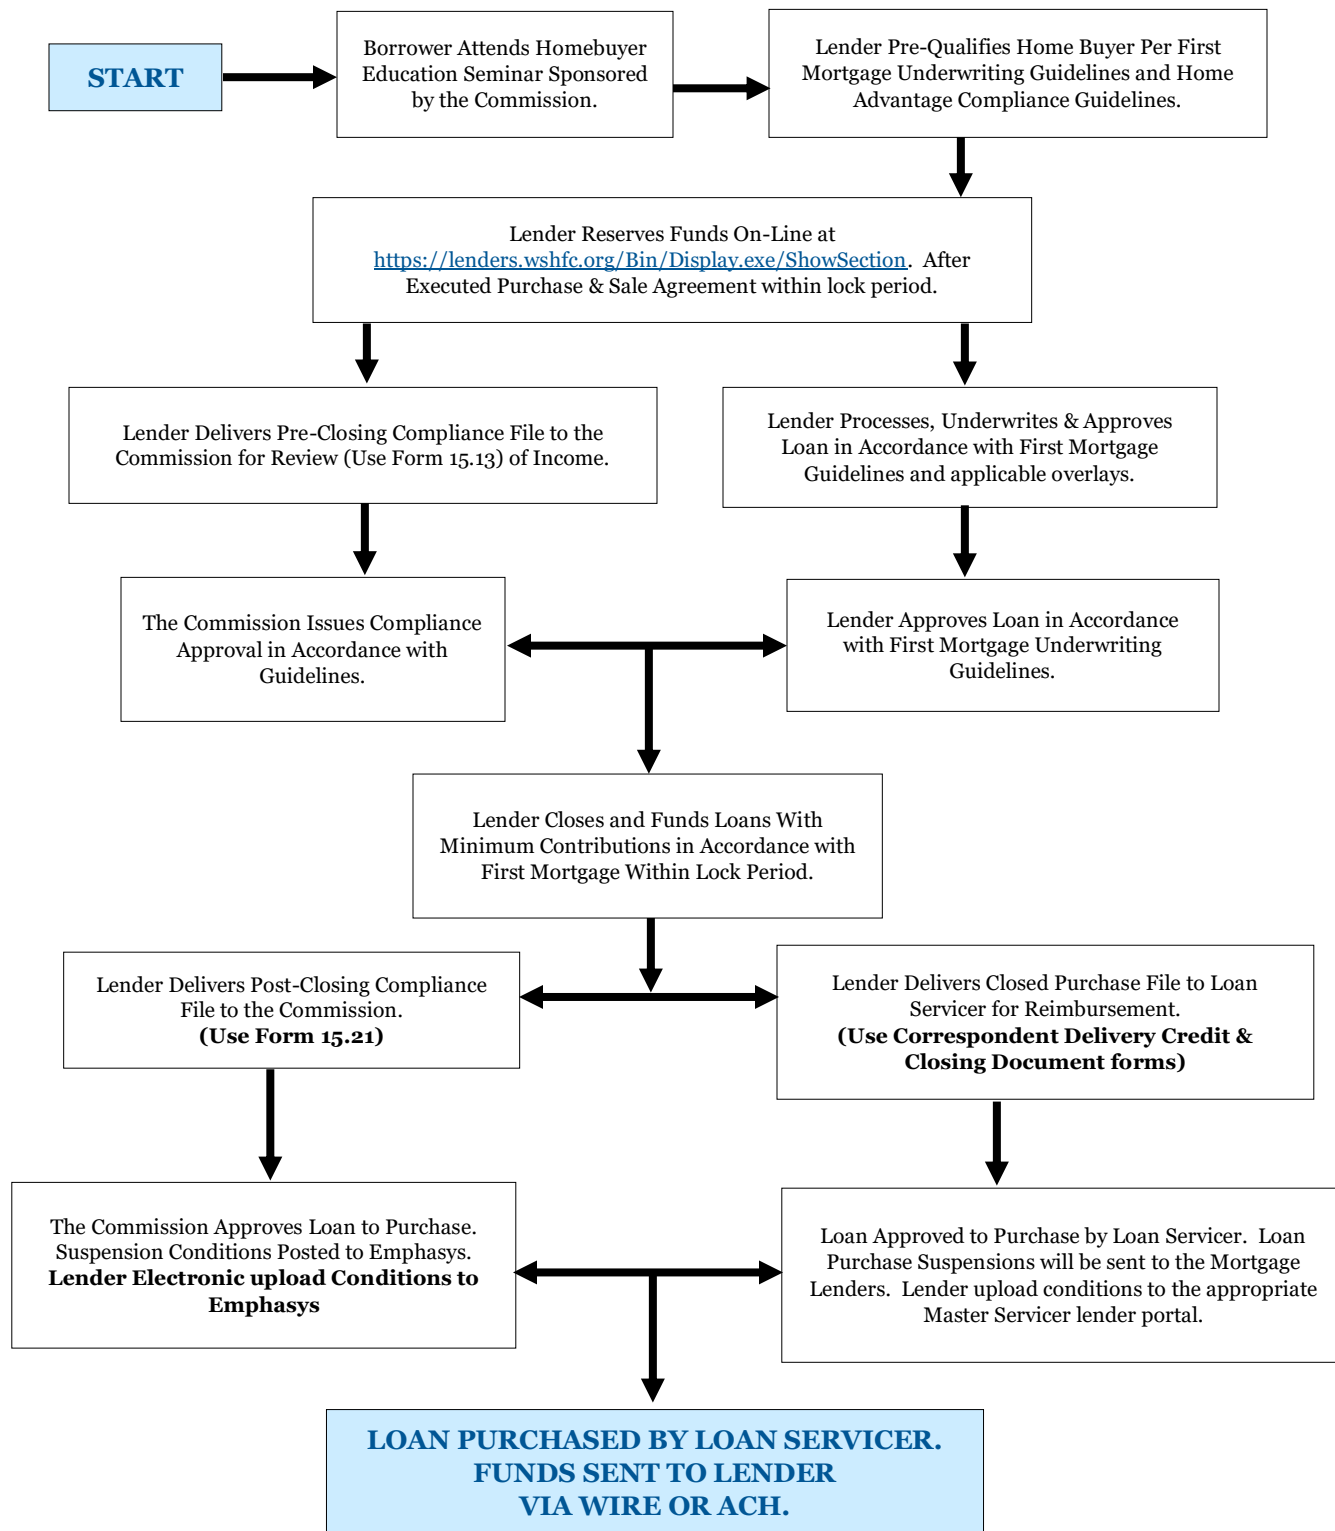 START
Borrower Attends Homebuyer
Education Seminar Sponsored
by the Commission.
Lender Pre-Qualifies Home Buyer Per First
Mortgage Underwriting Guidelines and Home
Advantage Compliance Guidelines.
Lender Reserves Funds On-Line at
https://lenders.wshfc.org/Bin/Display.exe/ShowSection. After
Executed Purchase & Sale Agreement within lock period.
Lender Delivers Pre-Closing Compliance File to the
Commission for Review (Use Form 15.13) of Income.
Lender Processes, Underwrites & Approves
Loan in Accordance with First Mortgage
Guidelines and applicable overlays.
The Commission Issues Compliance
Approval in Accordance with
Guidelines.
Lender Approves Loan in Accordance
with First Mortgage Underwriting
Guidelines.
Lender Closes and Funds Loans With
Minimum Contributions in Accordance with
First Mortgage Within Lock Period.
Lender Delivers Post-Closing Compliance
File to the Commission.
(Use Form 15.21)
Lender Delivers Closed Purchase File to Loan
Servicer for Reimbursement.
(Use Correspondent Delivery Credit &
Closing Document forms)
The Commission Approves Loan to Purchase.
Suspension Conditions Posted to Emphasys.
Lender Electronic upload Conditions to
Emphasys
Loan Approved to Purchase by Loan Servicer. Loan
Purchase Suspensions will be sent to the Mortgage
Lenders. Lender upload conditions to the appropriate
Master Servicer lender portal.
LOAN PURCHASED BY LOAN SERVICER.
FUNDS SENT TO LENDER
VIA WIRE OR ACH.